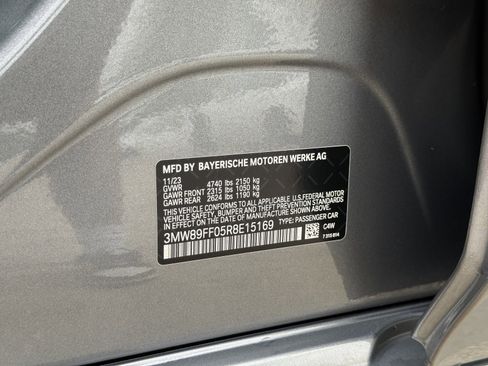 MFD BY BAYERISCHE MOTOREN WERKE AG
11/23
GVWR 4740 lbs 2150 kg
GAWR FRONT 2315 lbs 1050 kg
GAWR REAR 2624 lbs 1190 kg
THIS VEHICLE CONFORMS TO ALL APPLICABLE U.S.FEDERAL MOTOR
VEHICLE SAFETY, BUMPER, AND THEFT PREVENTION STANDARDS
IN EFFECT ON THE DATE OF MANUFACTURE SHOWN ABOVE.
3MW89FF05R8E15169 TYPE: PASSENGER CAR
C4W